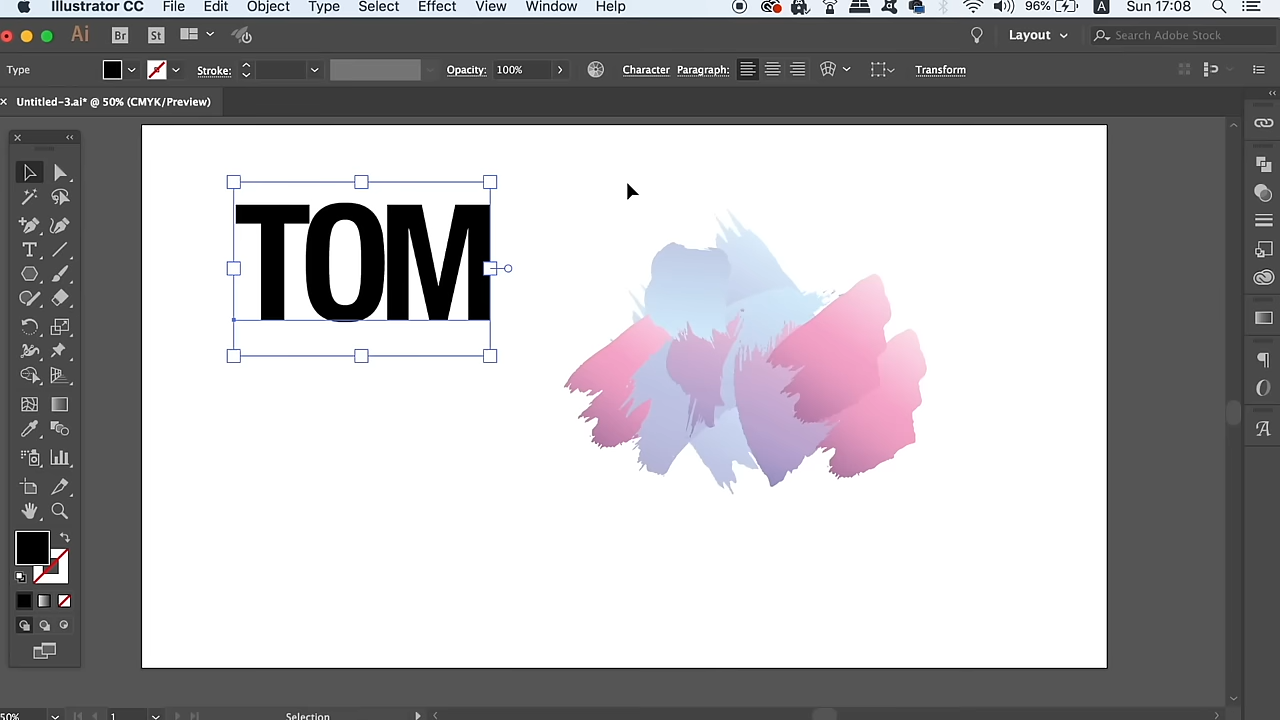 Illustrator CC File Edit Object Type Select Effect View Window Help 96% A Sun 17:08
Ai Br St Layout Search Adobe Stock
Type Stroke: Opacity: 100% Character Paragraph: Transform
Untitled-3.ai* @ 50% (CMYK/Preview)
TOM
50% 1 Selection